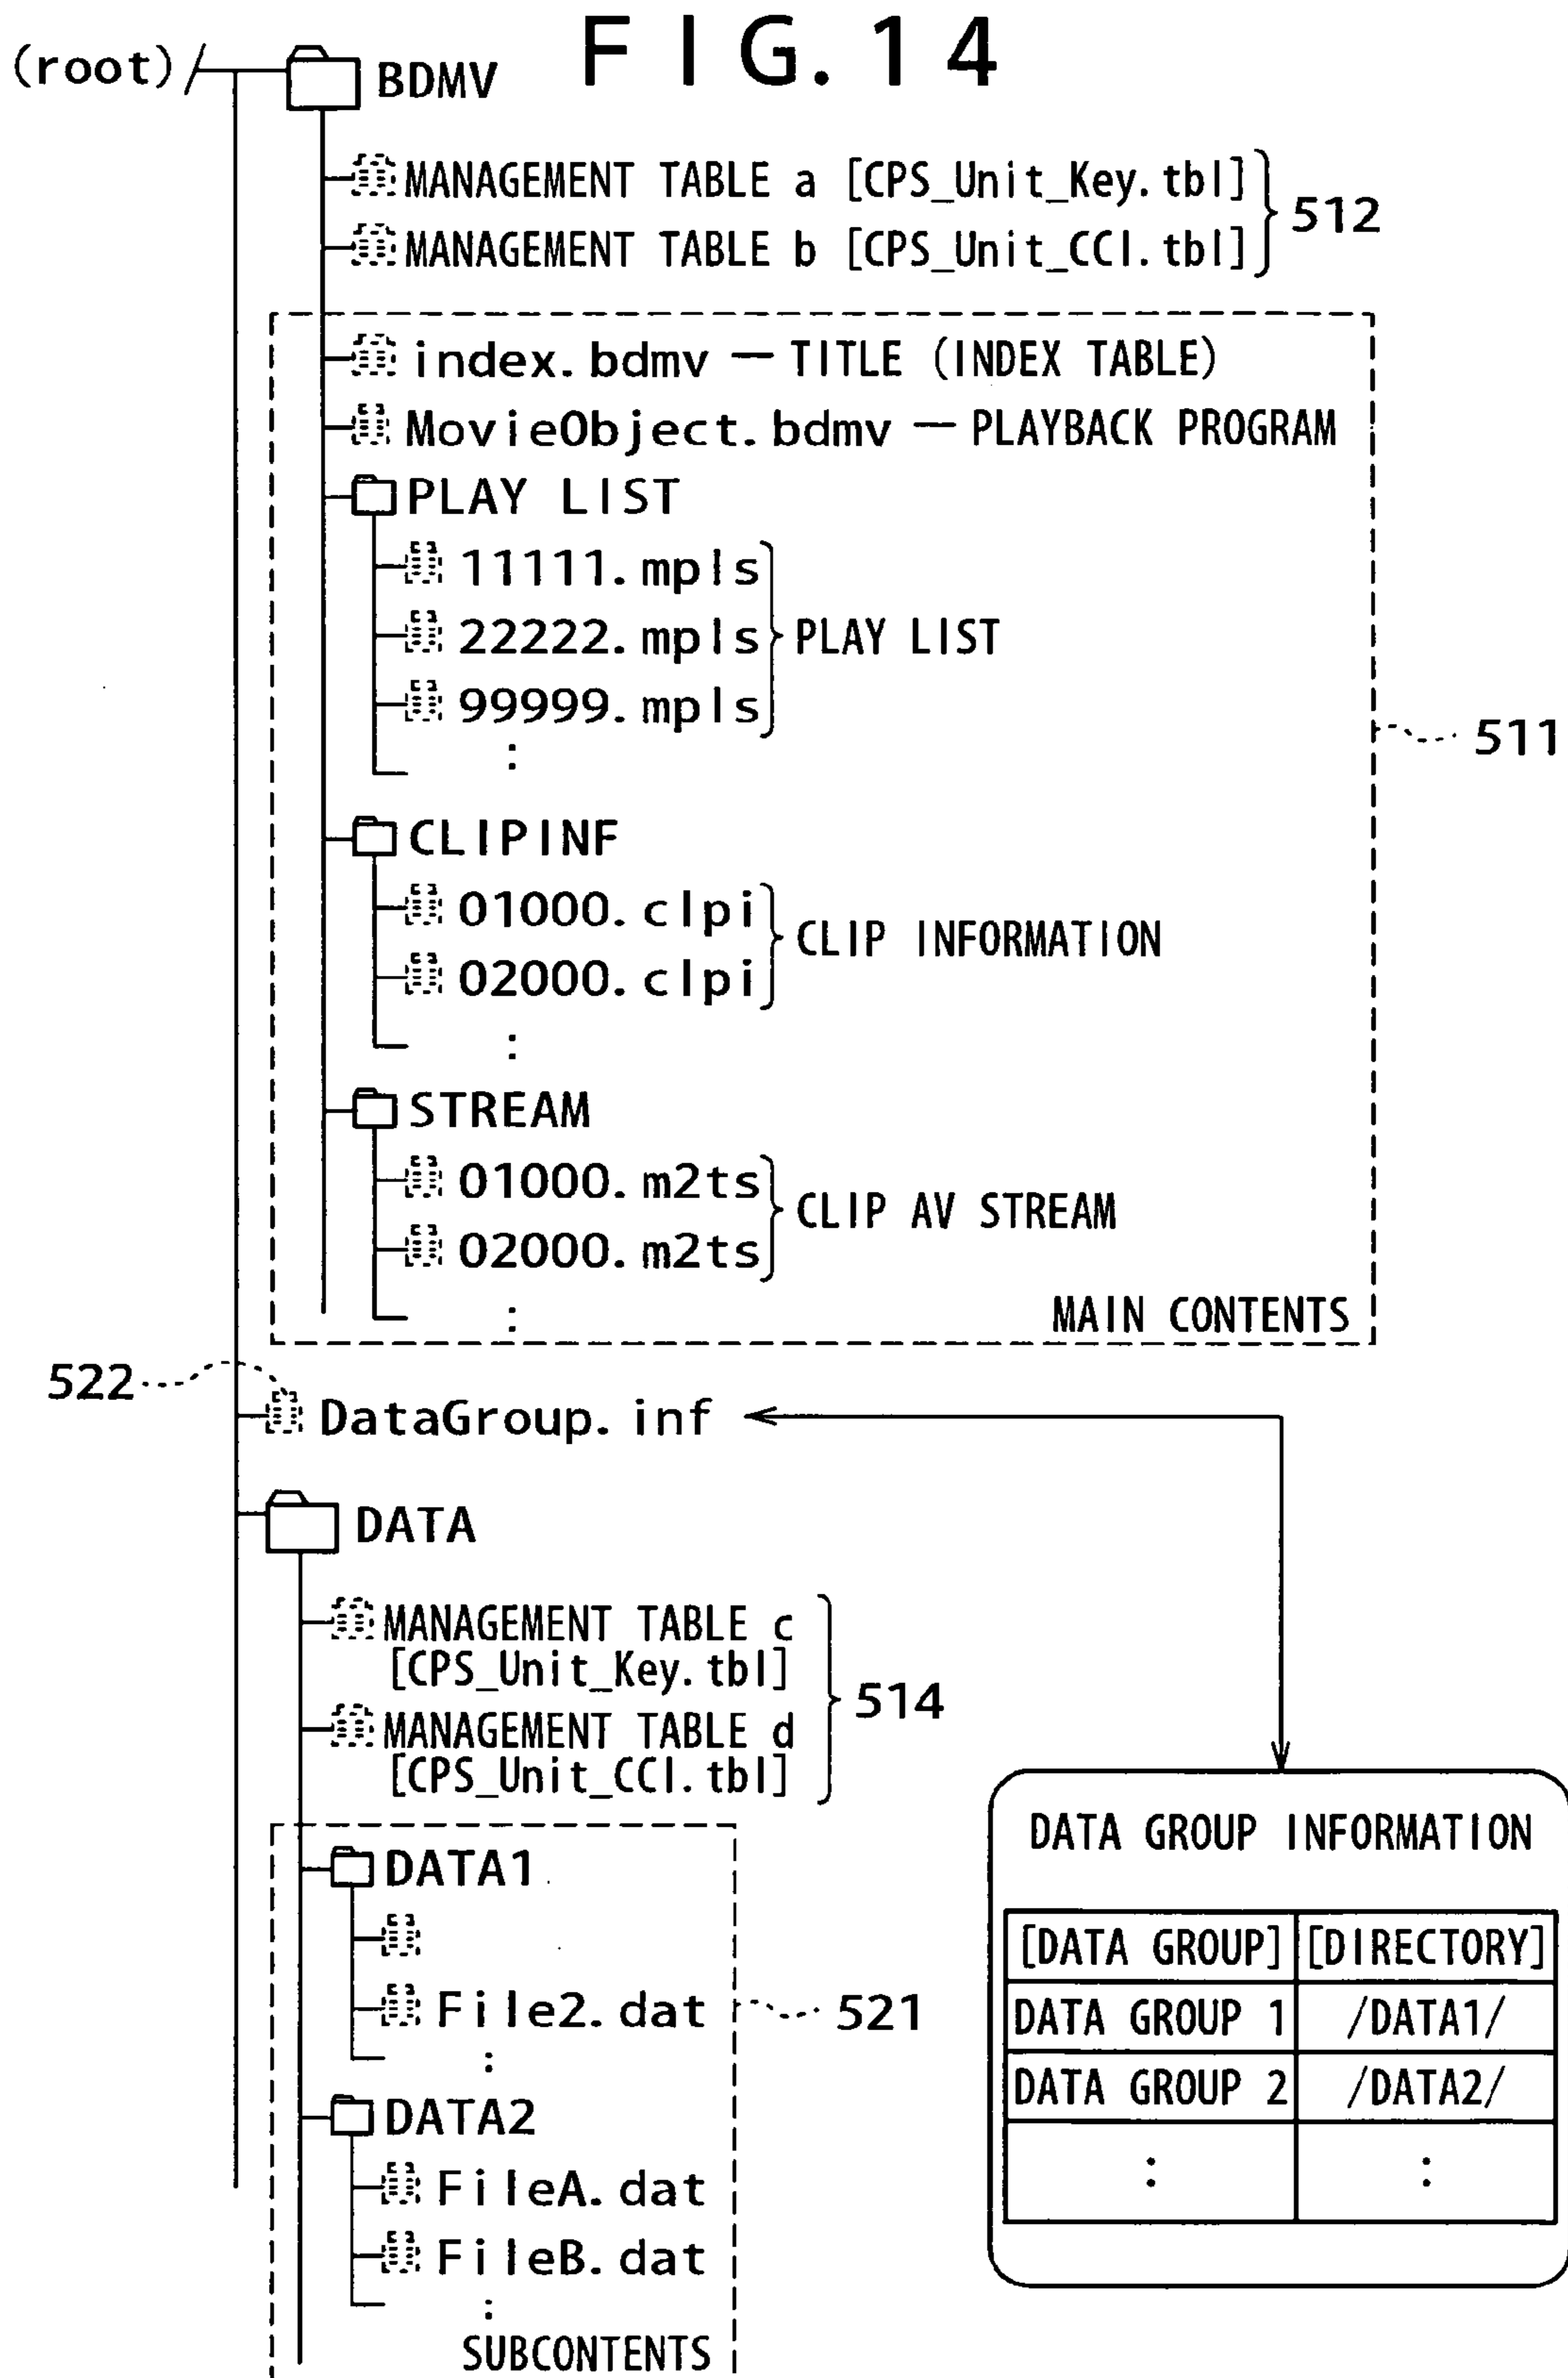 FIG. 14
(root)/
BDMV
MANAGEMENT TABLE a [CPS_Unit_Key.tbl]
MANAGEMENT TABLE b [CPS_Unit_CCI.tbl]
512
index.bdmv — TITLE (INDEX TABLE)
MovieObject.bdmv — PLAYBACK PROGRAM
PLAY LIST
11111.mpls
22222.mpls
99999.mpls
:
PLAY LIST
511
CLIPINF
01000.clpi
02000.clpi
:
CLIP INFORMATION
STREAM
01000.m2ts
02000.m2ts
:
CLIP AV STREAM
MAIN CONTENTS
522
DataGroup.inf
DATA
MANAGEMENT TABLE c
[CPS_Unit_Key.tbl]
MANAGEMENT TABLE d
[CPS_Unit_CCI.tbl]
514
DATA1
File2.dat
:
521
DATA2
FileA.dat
FileB.dat
:
SUBCONTENTS
DATA GROUP INFORMATION
[DATA GROUP] [DIRECTORY]
DATA GROUP 1 /DATA1/
DATA GROUP 2 /DATA2/
: :